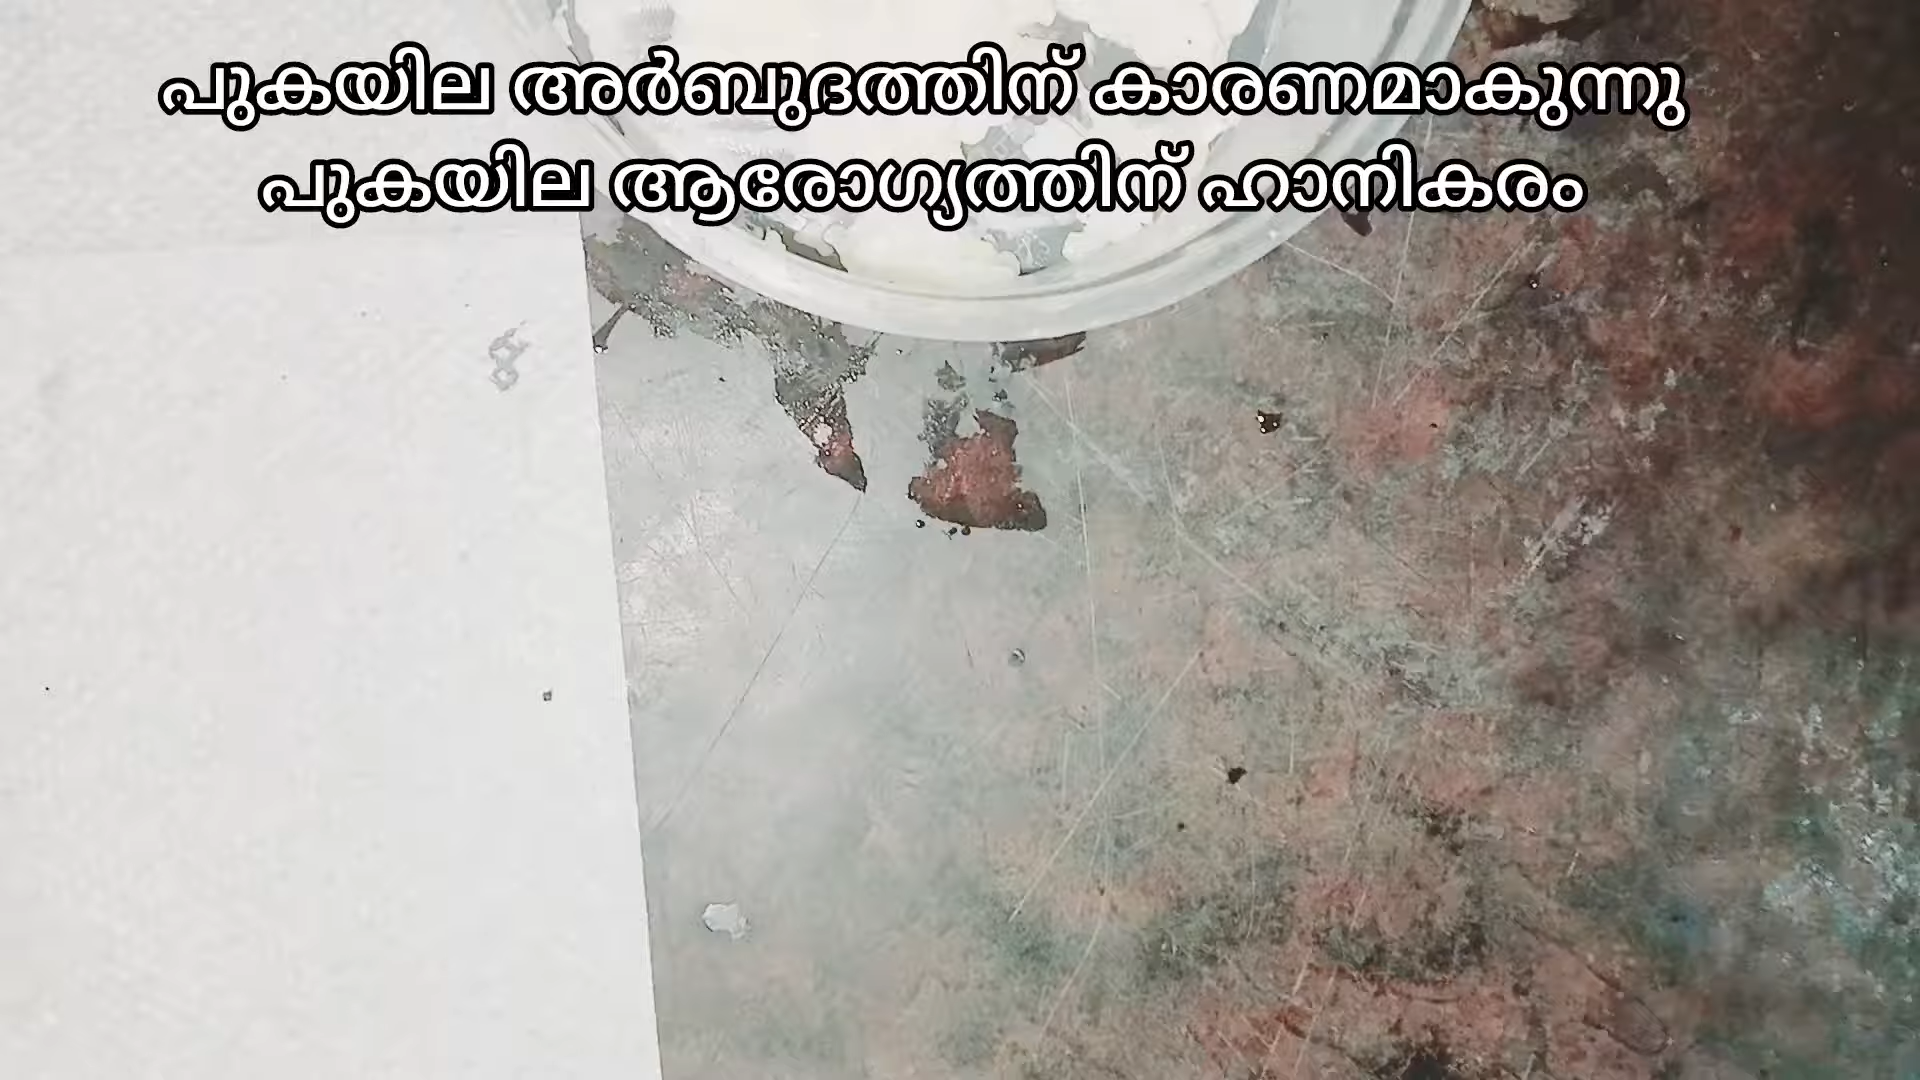 പുകയില അർബുദത്തിന് കാരണമാകുന്നു
പുകയില ആരോഗ്യത്തിന് ഹാനികരം